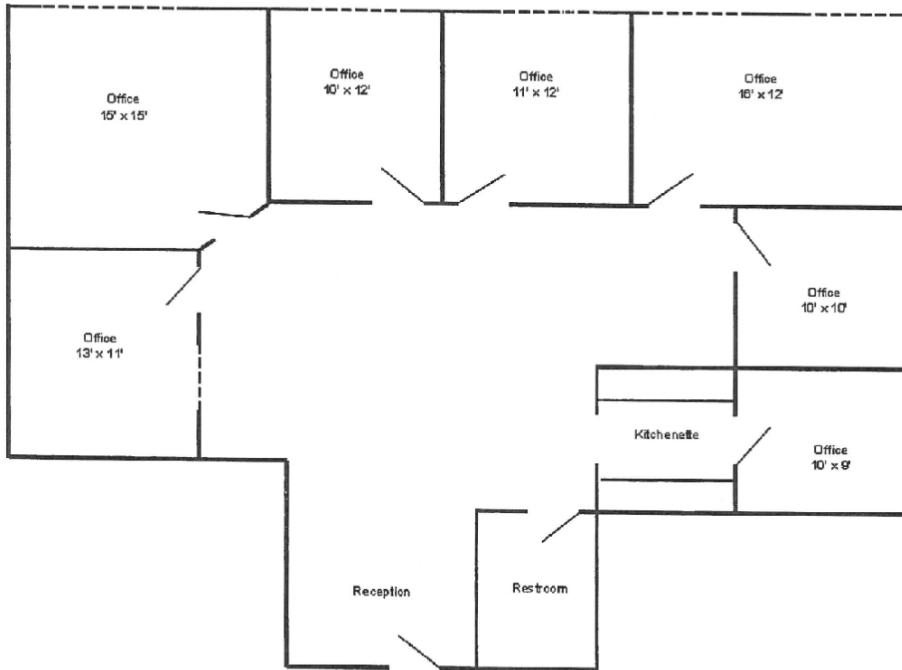 Office
15' x 15'
Office
10' x 12'
Office
11' x 12'
Office
16' x 12'
Office
13' x 11'
Office
10' x 10'
Kitchenette
Office
10' x 9'
Reception
Restroom